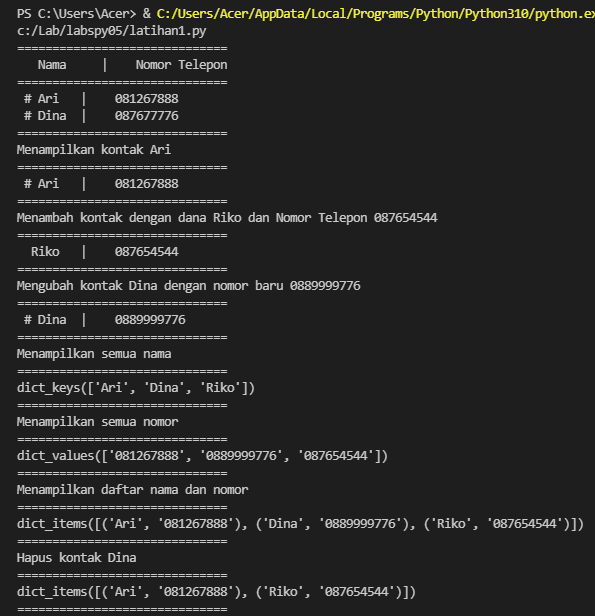 PS C:\Users\Acer> & C:/Users/Acer/AppData/Local/Programs/Python/Python310/python.ex
c:/Lab/labspy05/latihan1.py
==============================
   Nama     |    Nomor Telepon
==============================
 # Ari   |    081267888
 # Dina  |    087677776
==============================
Menampilkan kontak Ari
==============================
 # Ari   |    081267888
==============================
Menambah kontak dengan dana Riko dan Nomor Telepon 087654544
==============================
  Riko   |    087654544
==============================
Mengubah kontak Dina dengan nomor baru 0889999776
==============================
 # Dina  |    0889999776
==============================
Menampilkan semua nama
==============================
dict_keys(['Ari', 'Dina', 'Riko'])
==============================
Menampilkan semua nomor
==============================
dict_values(['081267888', '0889999776', '087654544'])
==============================
Menampilkan daftar nama dan nomor
==============================
dict_items([('Ari', '081267888'), ('Dina', '0889999776'), ('Riko', '087654544')])
==============================
Hapus kontak Dina
==============================
dict_items([('Ari', '081267888'), ('Riko', '087654544')])
==============================